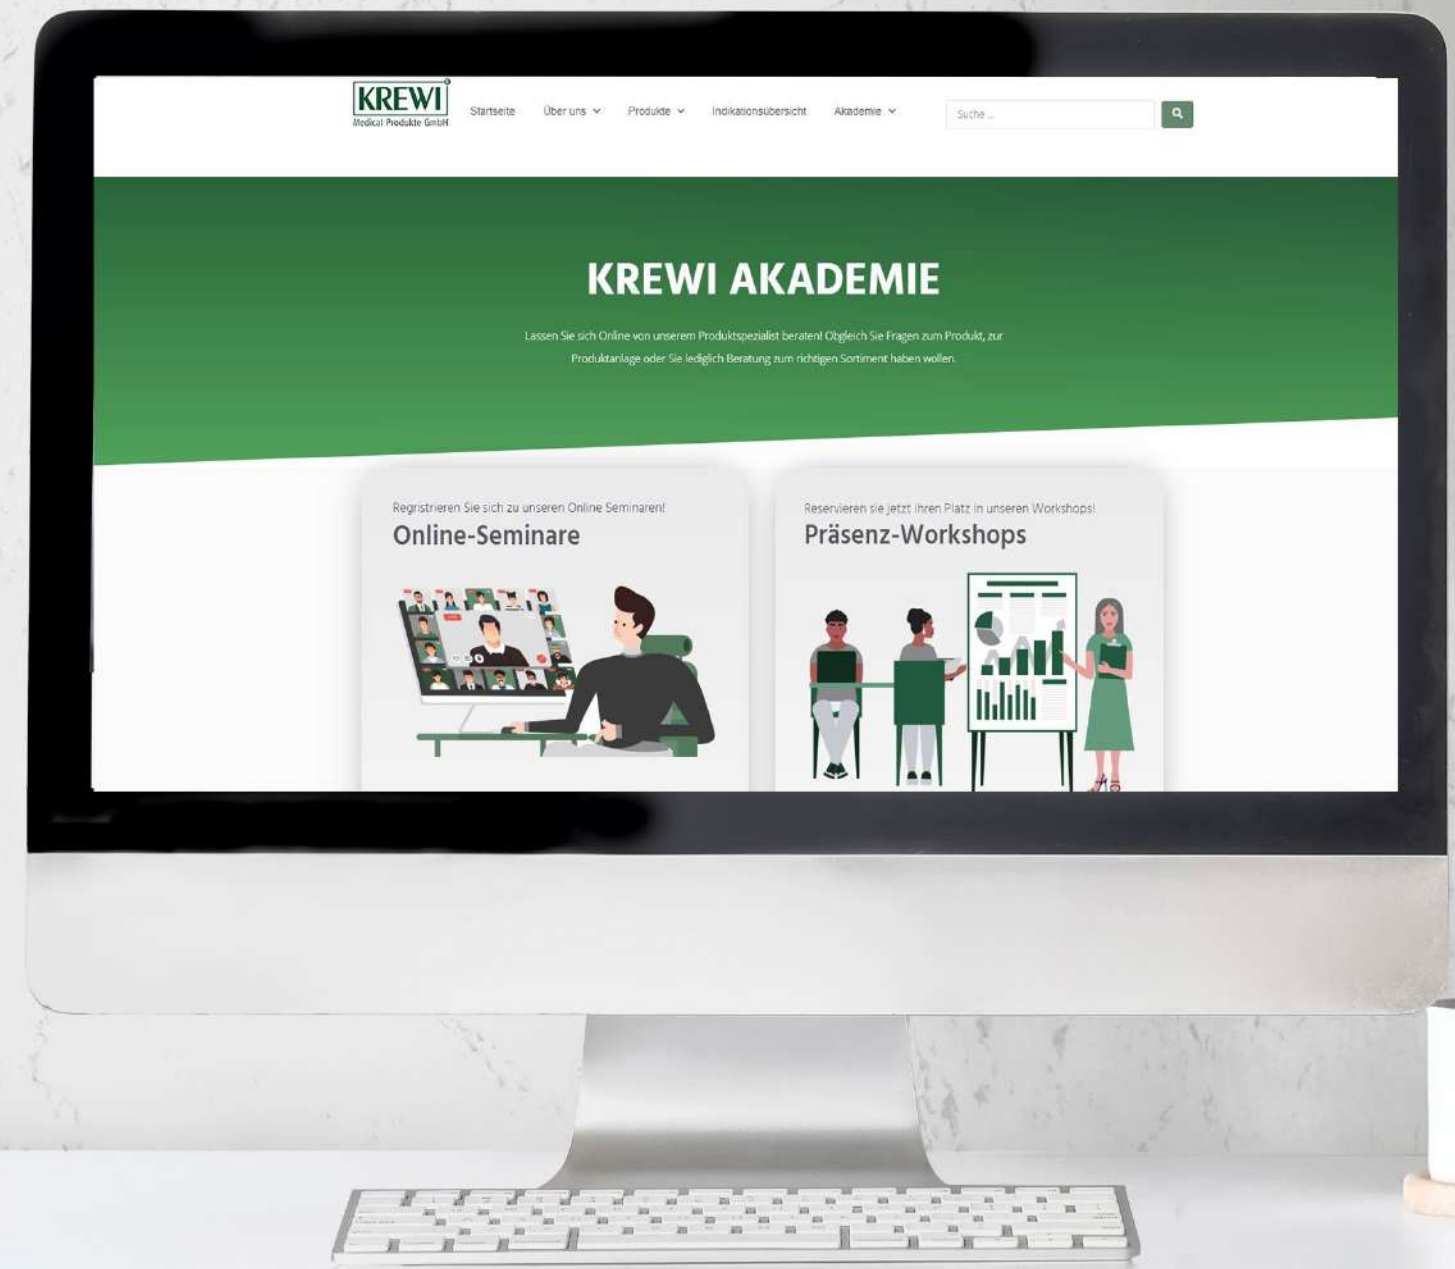 KREWI
Medical Produkte GmbH
Startseite
Über uns
Produkte
Indikationsübersicht
Akademie
Suche ...
KREWI AKADEMIE
Lassen Sie sich Online von unserem Produktspezialist beraten! Obgleich Sie Fragen zum Produkt, zur
Produktanlage oder Sie lediglich Beratung zum richtigen Sortiment haben wollen.
Regristrieren Sie sich zu unseren Online Seminaren!
Online-Seminare
Reservieren sie jetzt ihren Platz in unseren Workshops!
Präsenz-Workshops